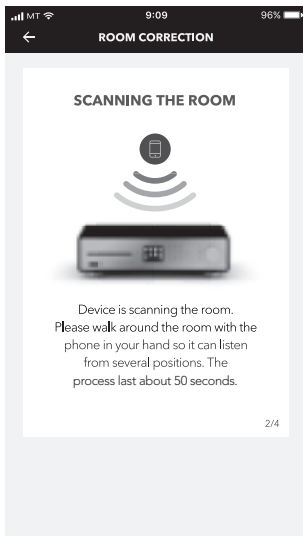 MT 9:09 96%
ROOM CORRECTION
SCANNING THE ROOM
Device is scanning the room.
Please walk around the room with the
phone in your hand so it can listen
from several positions. The
process last about 50 seconds.
2/4